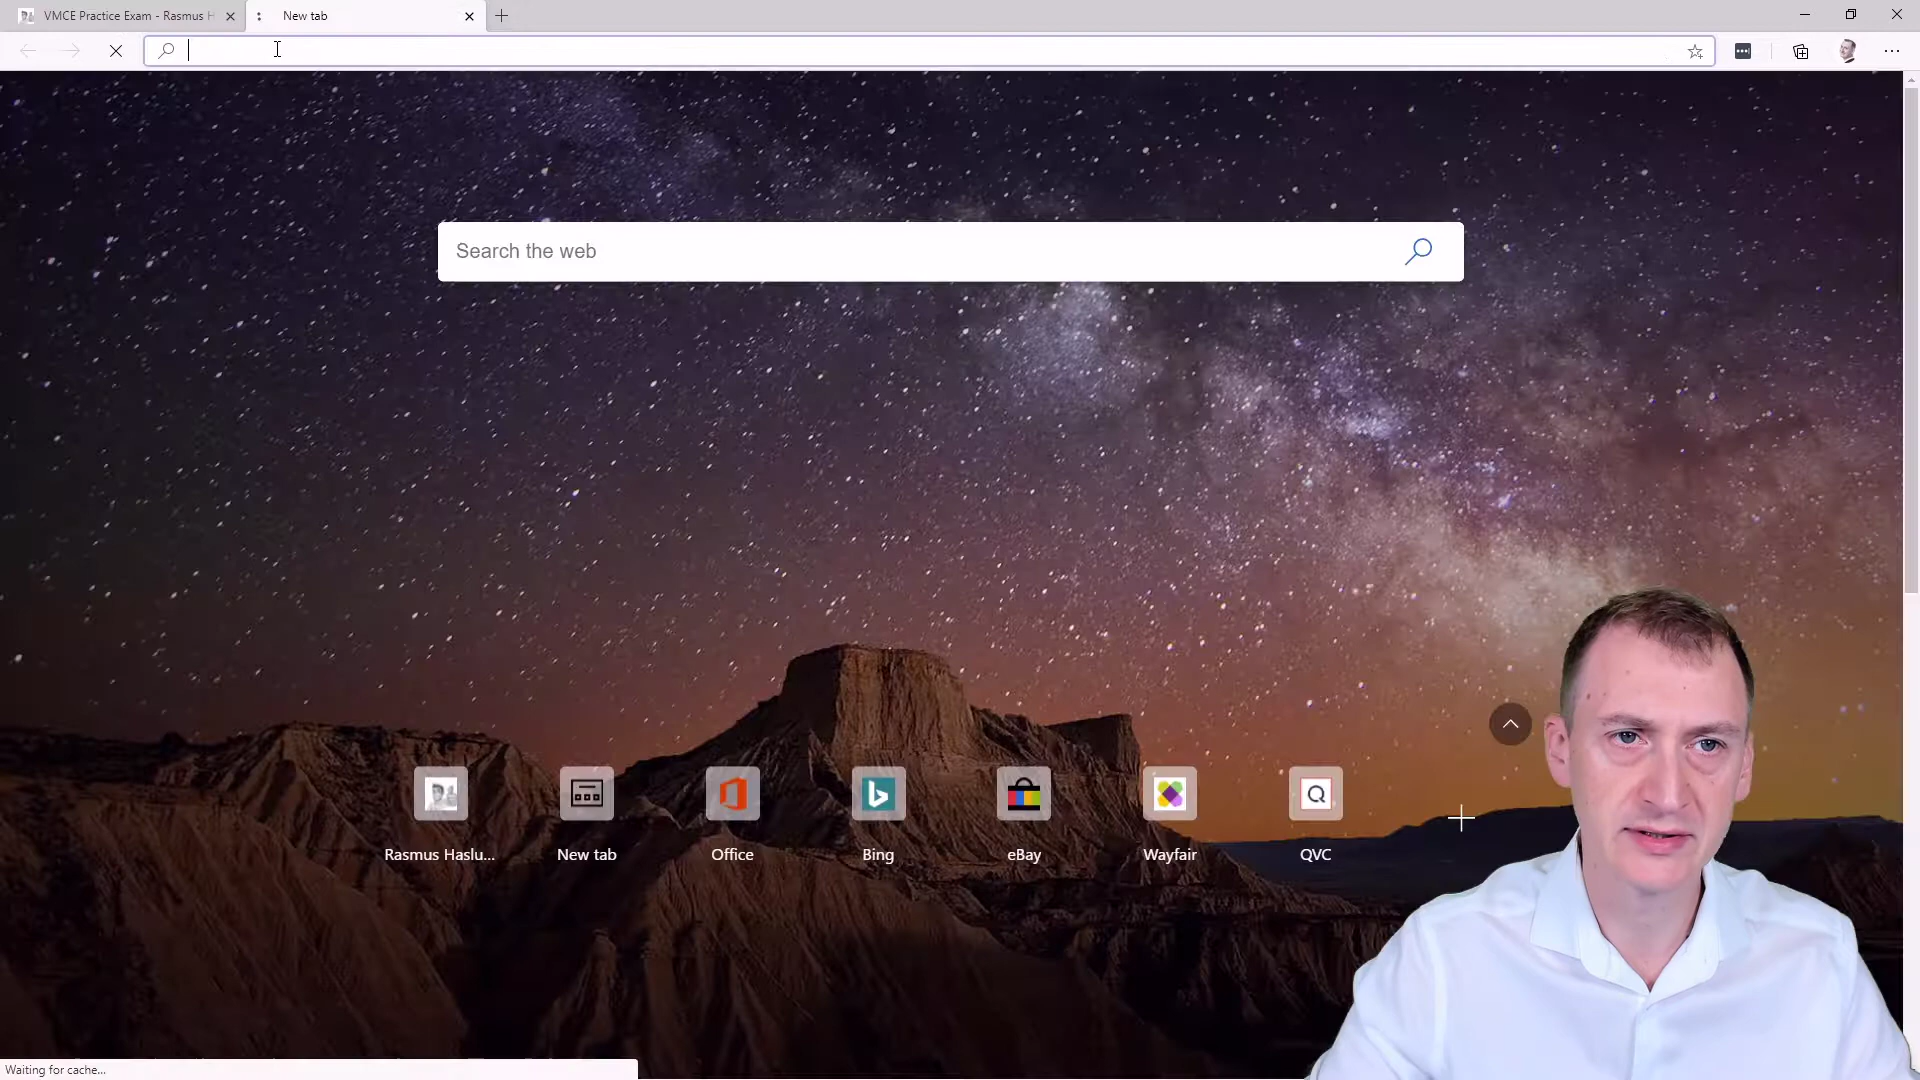 VMCE Practice Exam - Rasmus H
New tab
Search the web
Rasmus Haslu...
New tab
Office
Bing
eBay
Wayfair
QVC
Waiting for cache...